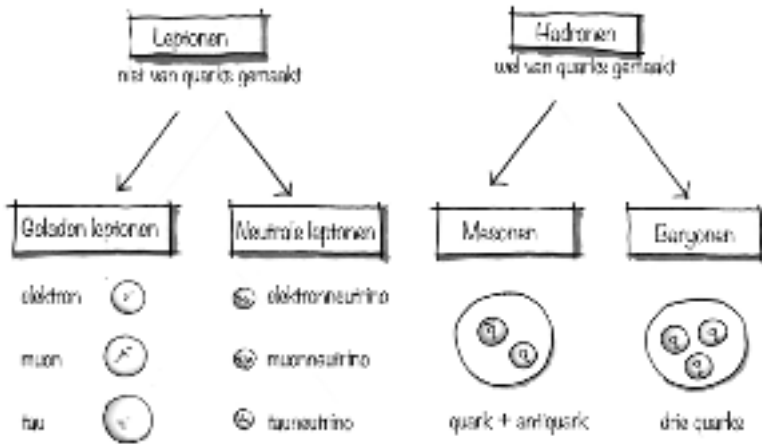 Leptonen
niet van quarks gemaakt
Hadronen
wel van quarks gemaakt
Geladen leptonen
Neutrale leptonen
Mesonen
Baryonen
elektron
elektronneutrino
muon
muonneutrino
tau
tauneutrino
q
q
q
q
q
quark + antiquark
drie quarks